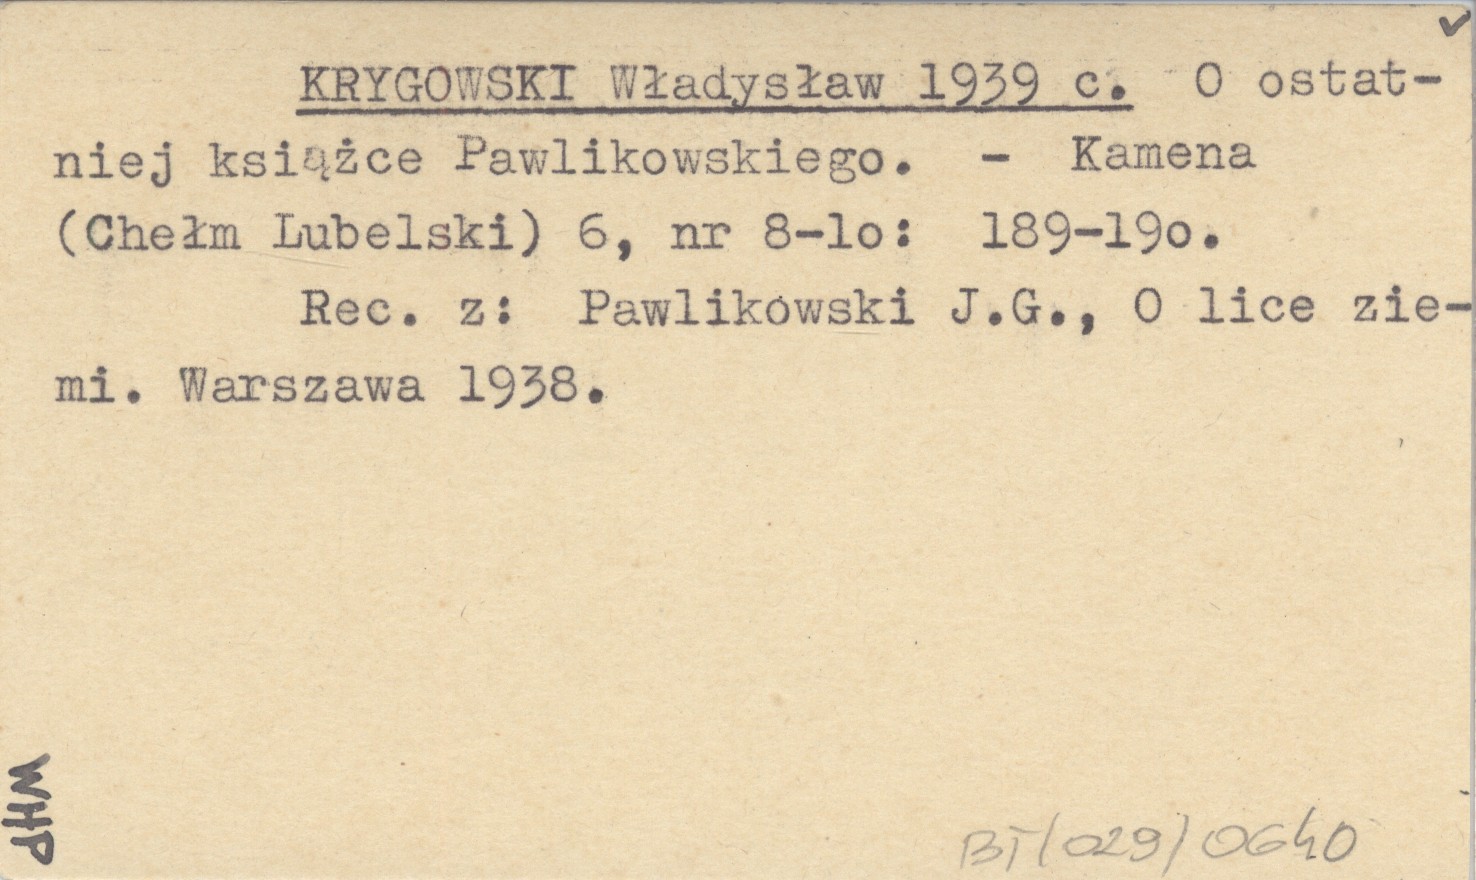 KRYGOWSKI Władysław 1939 c. O ostat-
niej książce Pawlikowskiego. - Kamena
(Chełm Lubelski) 6, nr 8-lo: 189-19o.
Rec. z: Pawlikowski J.G., O lice zie-
mi. Warszawa 1938.
WHP
BT/029/0640